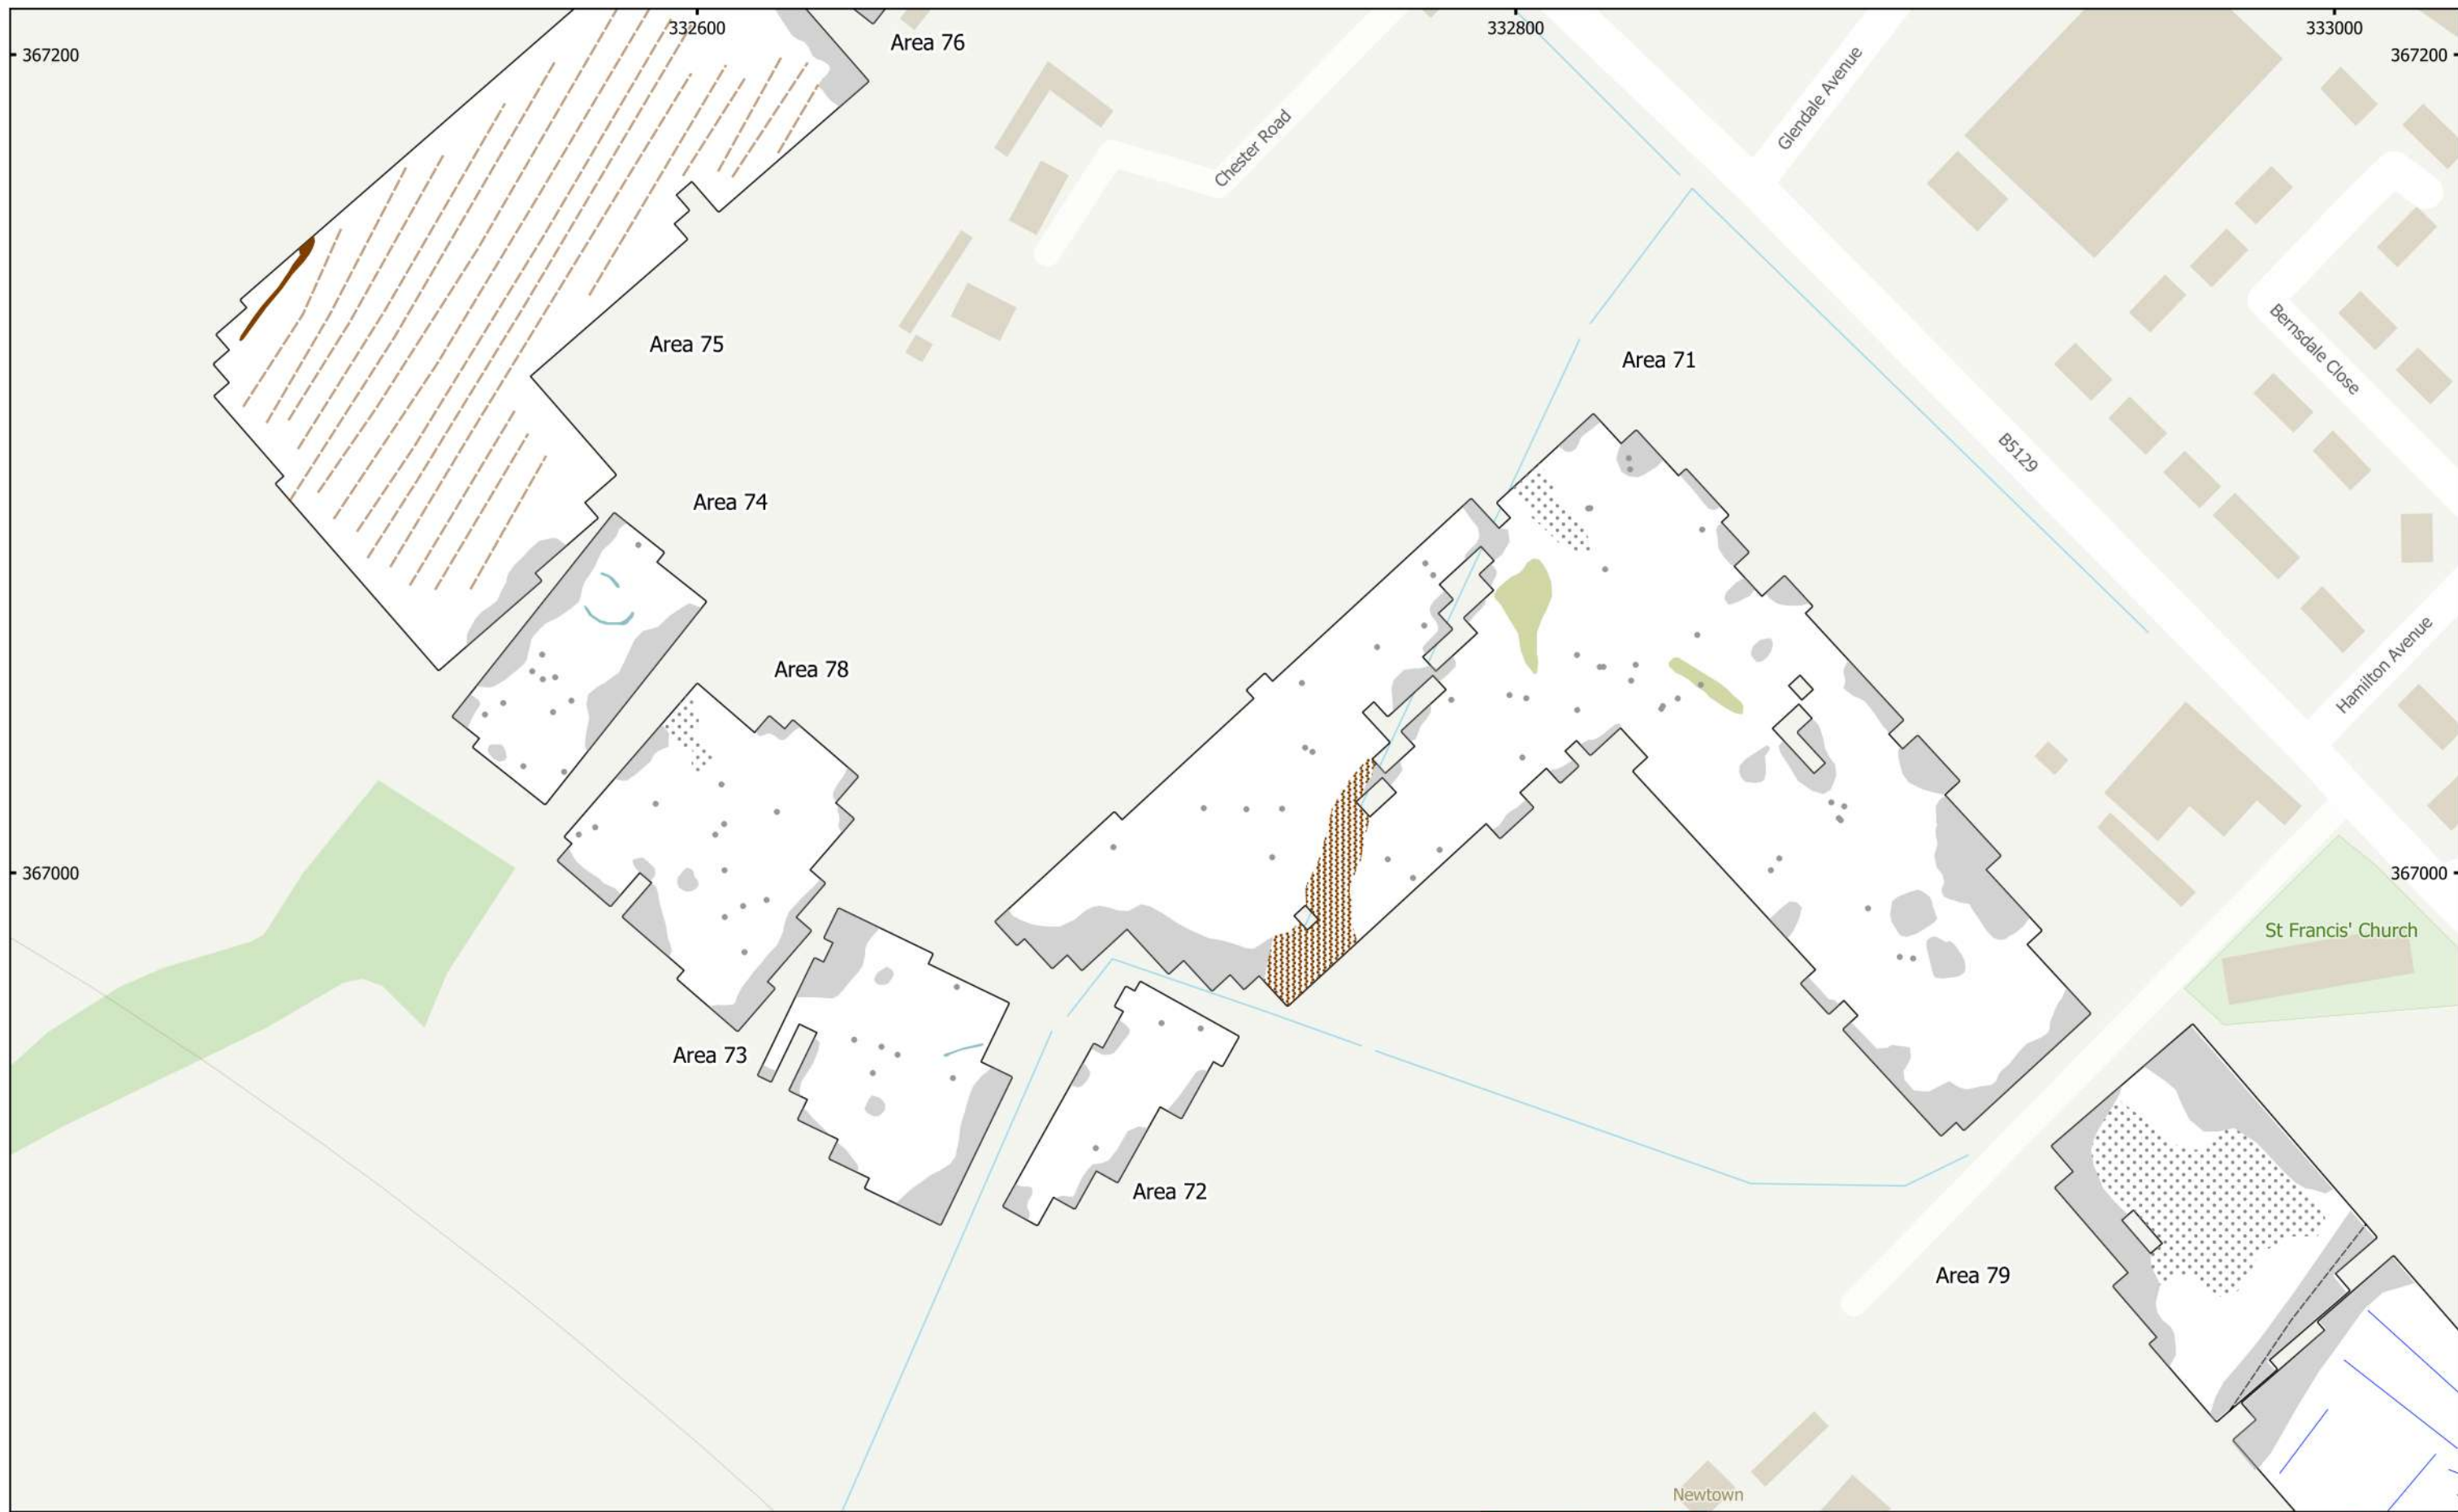 332600
332800
333000
367200
Area 76
367200
Glendale Avenue
Chester Road
Bernsdale Close
Area 75
Area 71
B5129
Area 74
Hamilton Avenue
Area 78
367000
367000
St Francis' Church
Area 73
Area 72
Area 79
Newtown